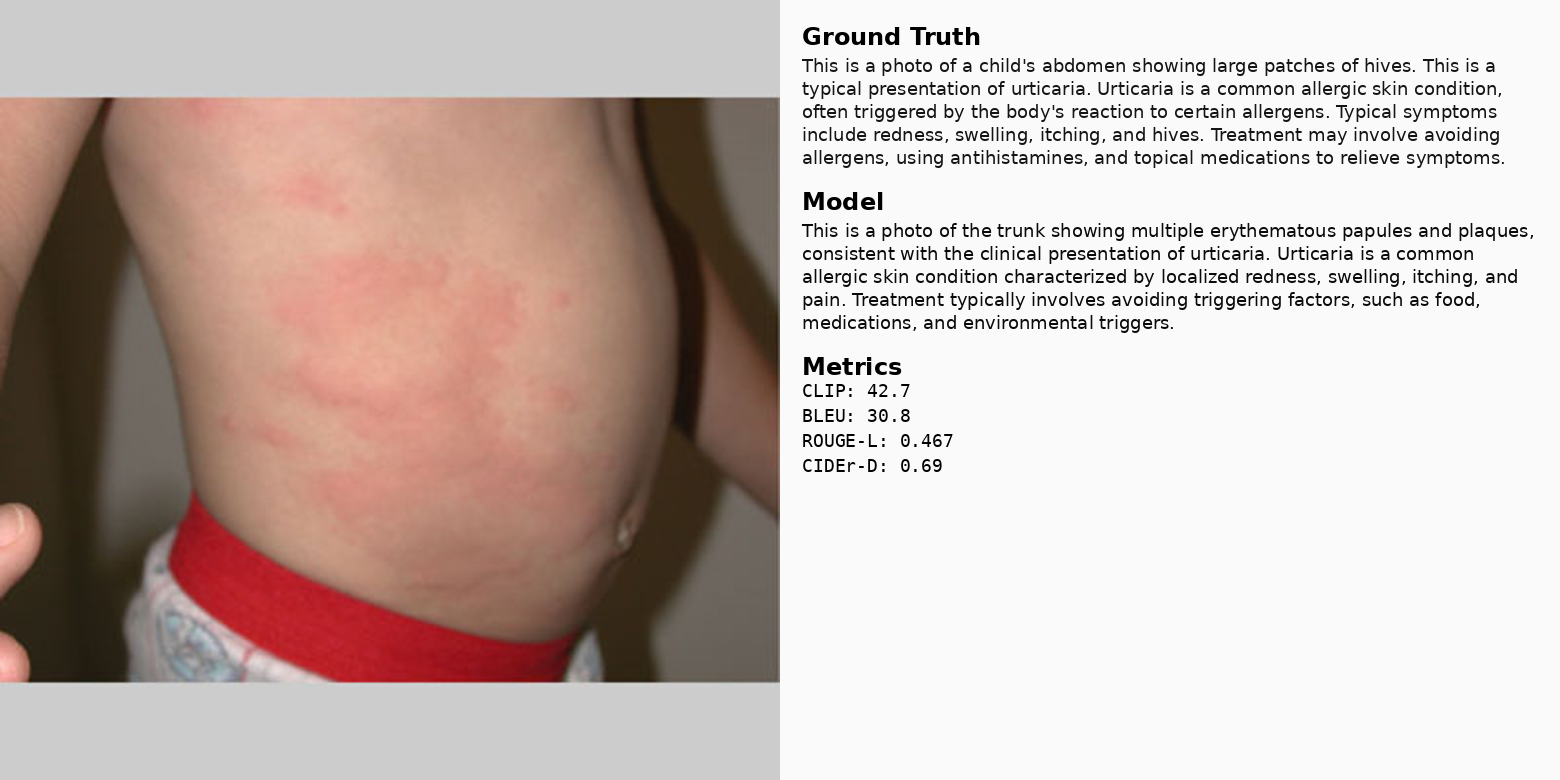 Ground Truth
This is a photo of a child's abdomen showing large patches of hives. This is a
typical presentation of urticaria. Urticaria is a common allergic skin condition,
often triggered by the body's reaction to certain allergens. Typical symptoms
include redness, swelling, itching, and hives. Treatment may involve avoiding
allergens, using antihistamines, and topical medications to relieve symptoms.
Model
This is a photo of the trunk showing multiple erythematous papules and plaques,
consistent with the clinical presentation of urticaria. Urticaria is a common
allergic skin condition characterized by localized redness, swelling, itching, and
pain. Treatment typically involves avoiding triggering factors, such as food,
medications, and environmental triggers.
Metrics
CLIP: 42.7
BLEU: 30.8
ROUGE-L: 0.467
CIDEr-D: 0.69